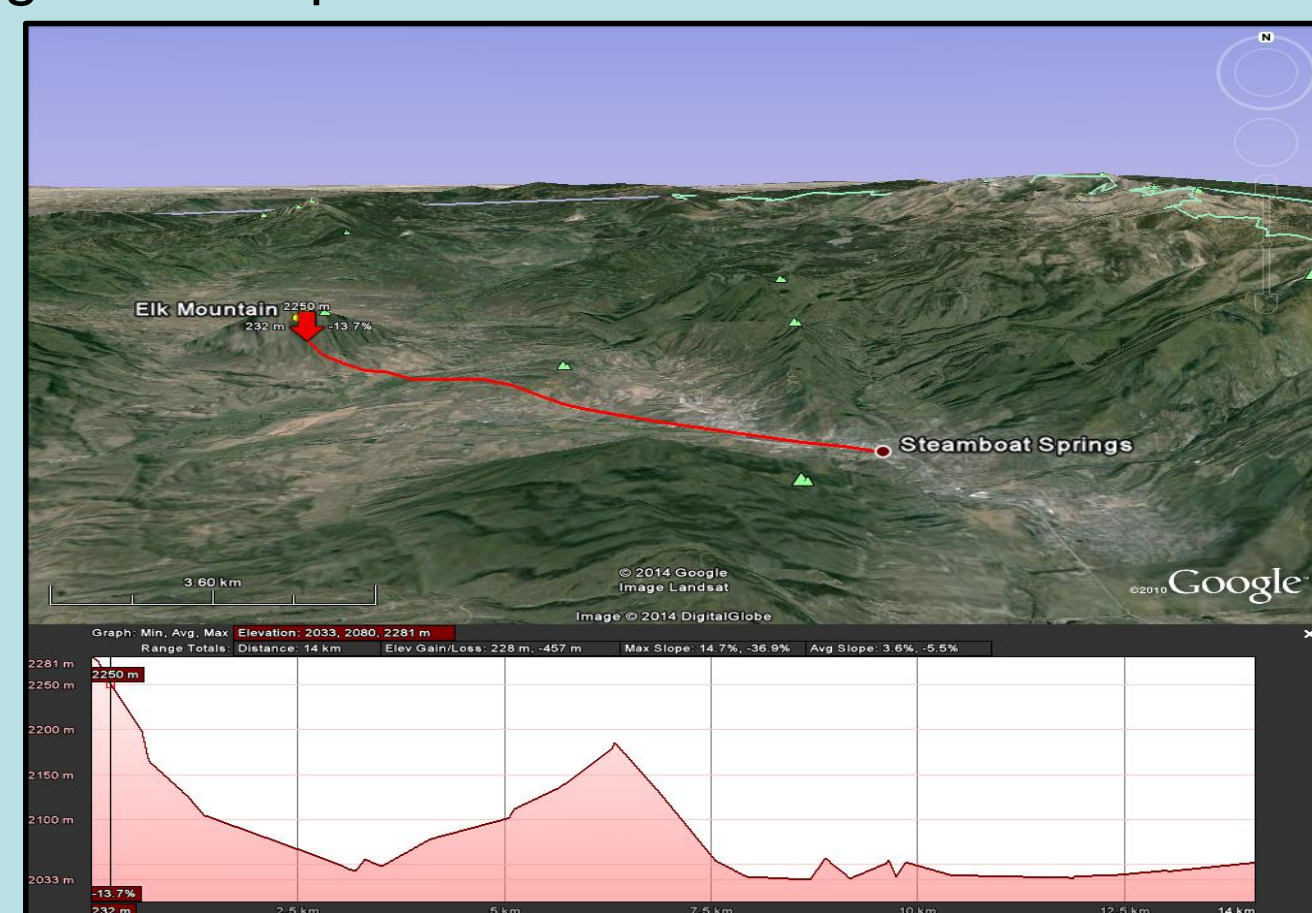 N
Elk Mountain
2250 m
232 m
-13.7%
Steamboat Springs
3.60 km
© 2014 Google
Image Landsat
Image © 2014 DigitalGlobe
©2010 Google
Graph: Min, Avg, Max Elevation: 2033, 2080, 2281 m
Range Totals: Distance: 14 km Elev Gain/Loss: 228 m, -457 m Max Slope: 14.7%, -36.9% Avg Slope: 3.6%, -5.5%
2281 m
2250 m
2250 m
2200 m
2150 m
2100 m
2033 m
-13.7%
232 m 2.5 km 5 km 7.5 km 10 km 12.5 km 14 km